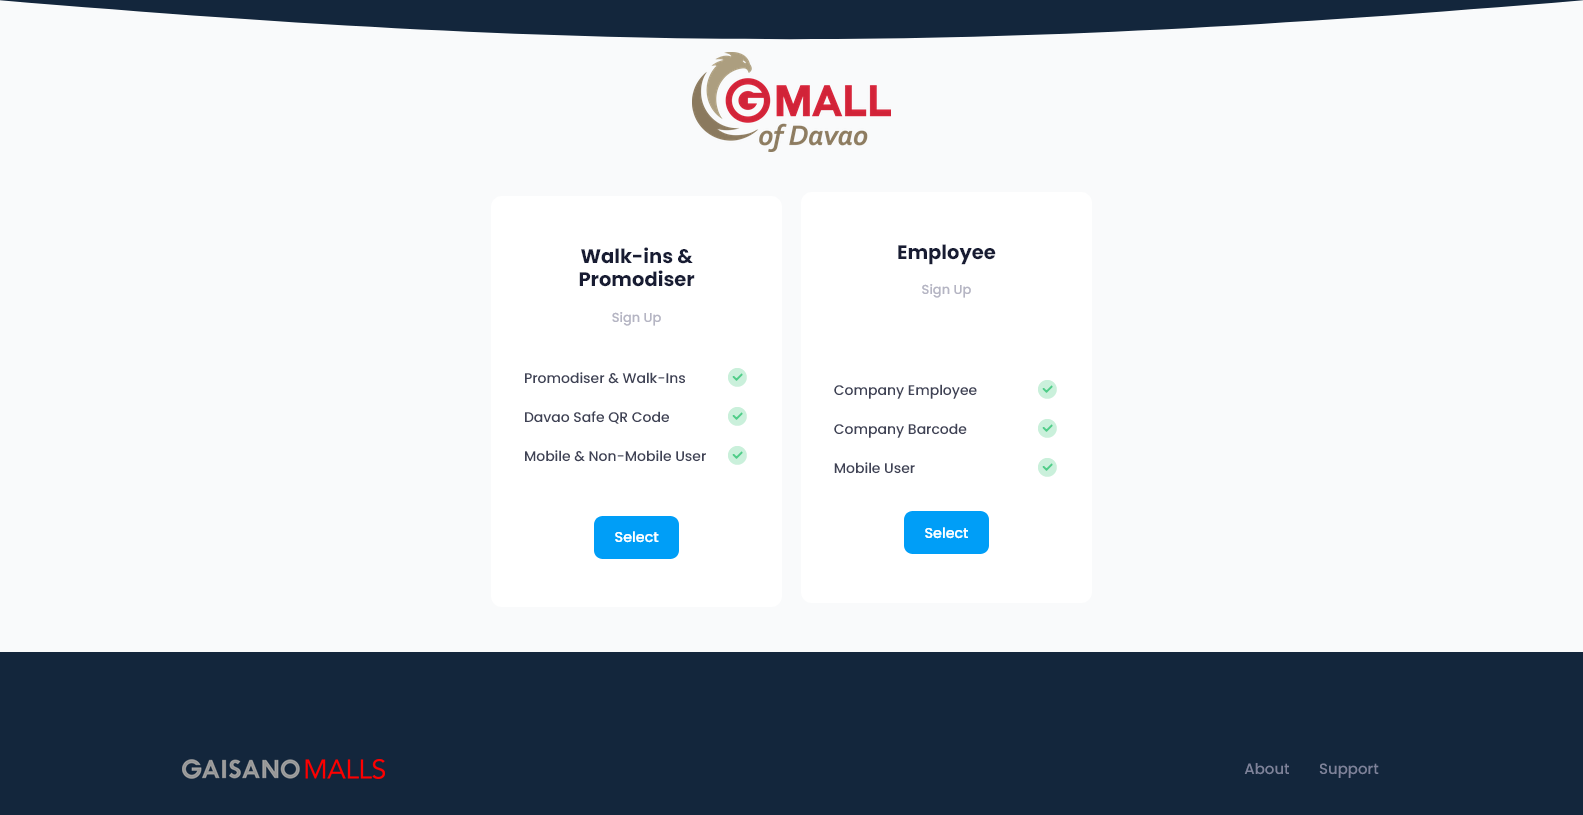 GMALL
of Davao
Walk-ins &
Promodiser
Sign Up
Promodiser & Walk-Ins
Davao Safe QR Code
Mobile & Non-Mobile User
Select
Employee
Sign Up
Company Employee
Company Barcode
Mobile User
Select
GAISANO MALLS
About Support